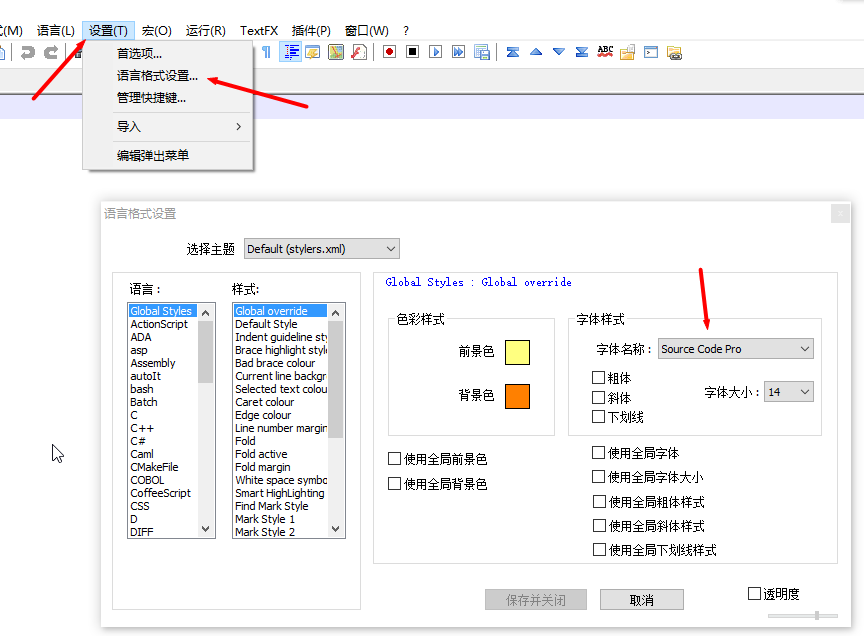 (M) 语言(L) 设置(T) 宏(O) 运行(R) TextFX 插件(P) 窗口(W) ?
首选项...
语言格式设置...
管理快捷键...
导入
编辑弹出菜单
ABC
语言格式设置
选择主题 Default (stylers.xml)
语言：
Global Styles
ActionScript
ADA
asp
Assembly
autoIt
bash
Batch
C
C++
C#
Caml
CMakeFile
COBOL
CoffeeScript
CSS
D
DIFF
样式:
Global override
Default Style
Indent guideline sty
Brace highlight style
Bad brace colour
Current line backgr
Selected text colou
Caret colour
Edge colour
Line number margin
Fold
Fold active
Fold margin
White space symbo
Smart HighLighting
Find Mark Style
Mark Style 1
Mark Style 2
Global Styles : Global override
色彩样式
前景色
背景色
使用全局前景色
使用全局背景色
字体样式
字体名称： Source Code Pro
粗体
斜体
下划线
字体大小： 14
使用全局字体
使用全局字体大小
使用全局粗体样式
使用全局斜体样式
使用全局下划线样式
保存并关闭
取消
透明度